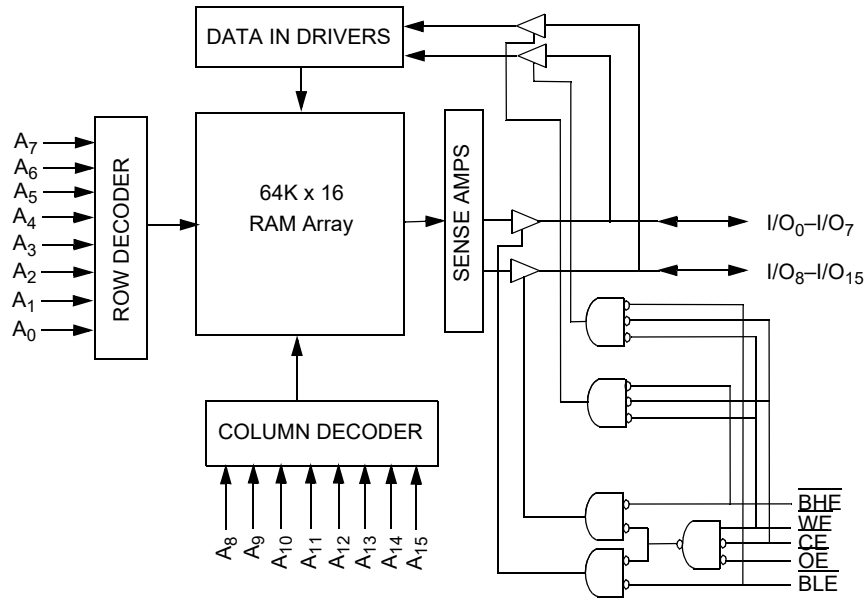 DATA IN DRIVERS
A7
A6
A5
A4
A3
A2
A1
A0
ROW DECODER
64K x 16
RAM Array
SENSE AMPS
I/O0–I/O7
I/O8–I/O15
COLUMN DECODER
A8
A9
A10
A11
A12
A13
A14
A15
BHE
WE
CE
OE
BLE